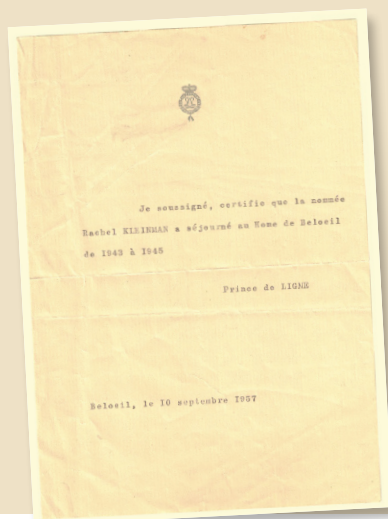 Je soussigné, certifie que la nommée
Rachel KLEINMAN a séjourné au Home de Beloeil
de 1943 à 1945
Prince de LIGNE
Beloeil, le 10 septembre 1957